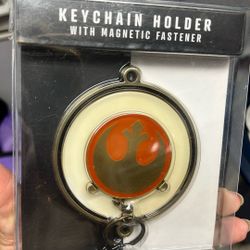 KEYCHAIN HOLDER
WITH MAGNETIC FASTENER